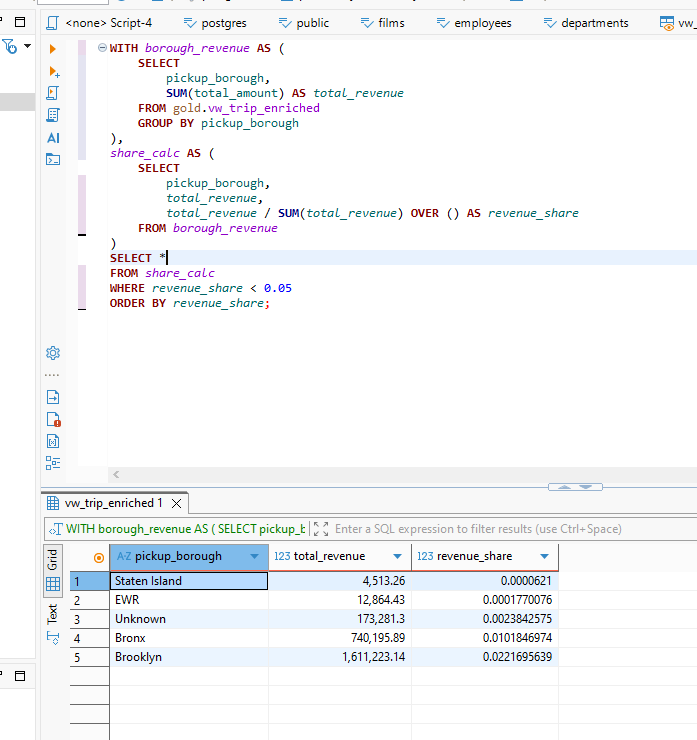 <none> Script-4 postgres public films employees departments vw_
WITH borough_revenue AS (
SELECT
pickup_borough,
SUM(total_amount) AS total_revenue
FROM gold.vw_trip_enriched
GROUP BY pickup_borough
),
share_calc AS (
SELECT
pickup_borough,
total_revenue,
total_revenue / SUM(total_revenue) OVER () AS revenue_share
FROM borough_revenue
)
SELECT *
FROM share_calc
WHERE revenue_share < 0.05
ORDER BY revenue_share;
AI
vw_trip_enriched 1
WITH borough_revenue AS ( SELECT pickup_b Enter a SQL expression to filter results (use Ctrl+Space)
Grid
Text
A-Z pickup_borough 123 total_revenue 123 revenue_share
1 Staten Island 4,513.26 0.0000621
2 EWR 12,864.43 0.0001770076
3 Unknown 173,281.3 0.0023842575
4 Bronx 740,195.89 0.0101846974
5 Brooklyn 1,611,223.14 0.0221695639